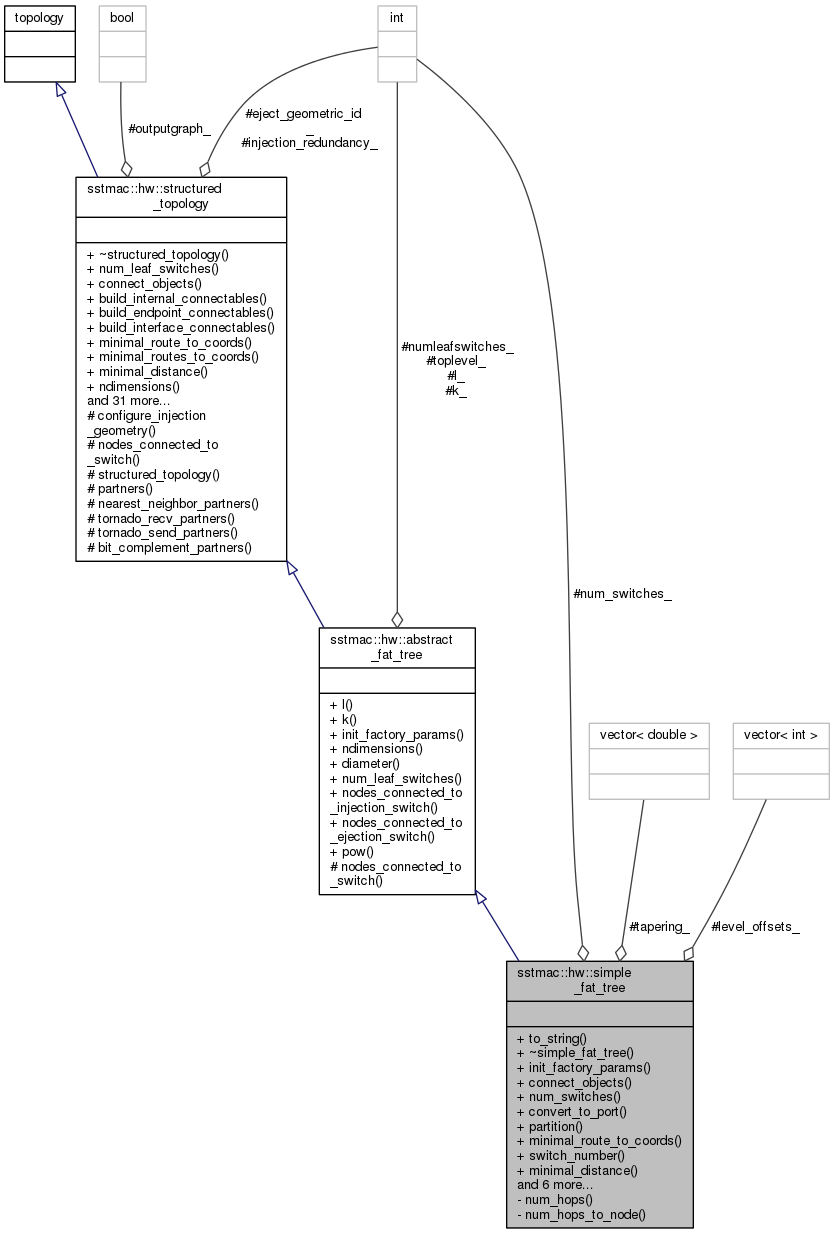 topology
bool
int
#outputgraph_
#eject_geometric_id
_
#injection_redundancy_
sstmac::hw::structured
_topology
+ ~structured_topology()
+ num_leaf_switches()
+ connect_objects()
+ build_internal_connectables()
+ build_endpoint_connectables()
+ build_interface_connectables()
+ minimal_route_to_coords()
+ minimal_routes_to_coords()
+ minimal_distance()
+ ndimensions()
and 31 more...
# configure_injection
_geometry()
# nodes_connected_to
_switch()
# structured_topology()
# partners()
# nearest_neighbor_partners()
# tornado_recv_partners()
# tornado_send_partners()
# bit_complement_partners()
#numleafswitches_
#toplevel_
#l_
#k_
#num_switches_
sstmac::hw::abstract
_fat_tree
+ l()
+ k()
+ init_factory_params()
+ ndimensions()
+ diameter()
+ num_leaf_switches()
+ nodes_connected_to
_injection_switch()
+ nodes_connected_to
_ejection_switch()
+ pow()
# nodes_connected_to
_switch()
vector< double >
vector< int >
#tapering_
#level_offsets_
sstmac::hw::simple
_fat_tree
+ to_string()
+ ~simple_fat_tree()
+ init_factory_params()
+ connect_objects()
+ num_switches()
+ convert_to_port()
+ partition()
+ minimal_route_to_coords()
+ switch_number()
+ minimal_distance()
and 6 more...
- num_hops()
- num_hops_to_node()